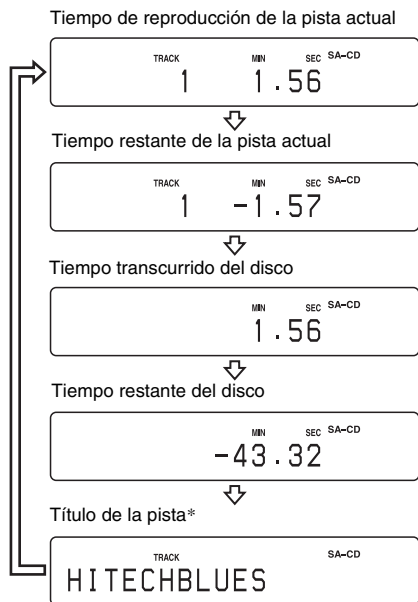 Tiempo de reproducción de la pista actual
TRACK MIN SEC SA-CD
1 1.56
Tiempo restante de la pista actual
TRACK MIN SEC SA-CD
1 -1.57
Tiempo transcurrido del disco
MIN SEC SA-CD
1.56
Tiempo restante del disco
MIN SEC SA-CD
-43.32
Título de la pista*
TRACK SA-CD
HITECHBLUES